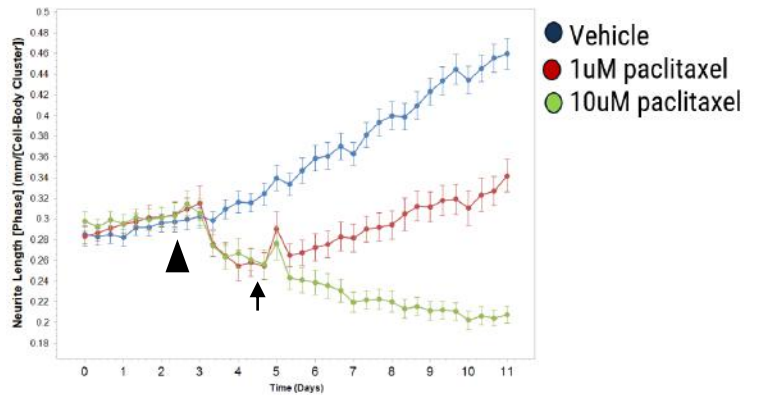 Neurite Length [Phase] (mm/[Cell-Body Cluster])
0.5
0.48
0.46
0.44
0.42
0.4
0.38
0.36
0.34
0.32
0.3
0.28
0.26
0.24
0.22
0.2
0.18
0 1 2 3 4 5 6 7 8 9 10 11
Time (Days)
Vehicle
1uM paclitaxel
10uM paclitaxel